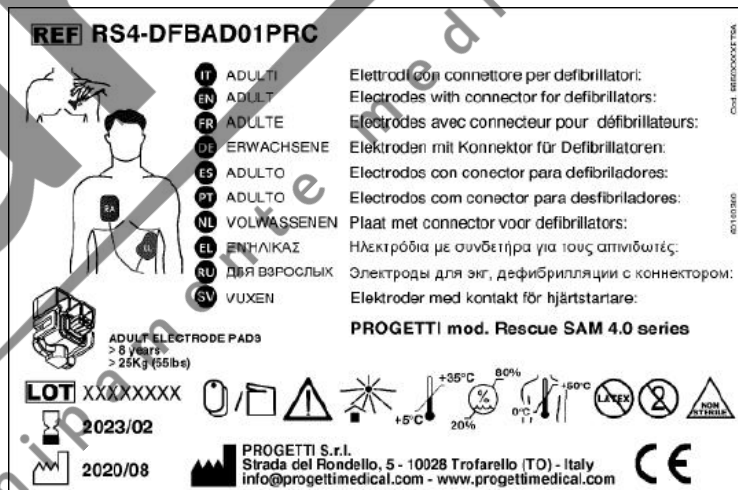 REF RS4-DFBAD01PRC
IT ADULTI Elettrodi con connettore per defibrillatori:
EN ADULT Electrodes with connector for defibrillators:
FR ADULTE Electrodes avec connecteur pour défibrillateurs:
DE ERWACHSENE Elektroden mit Konnektor für Defibrillatoren:
ES ADULTO Electrodos con conector para desfibriladores:
PT ADULTO Electrodos com conector para desfibriladores:
NL VOLWASSENEN Plaat met connector voor defibrillators:
EL ΕΝΗΛΙΚΑΣ Ηλεκτρόδια με συνδετήρα για τους απινιδωτές:
RU ДЛЯ ВЗРОСЛЫХ Электроды для экг, дефибрилляции с коннектором:
SV VUXEN Elektroder med kontakt för hjärtstartare:
RA
PROGETTI mod. Rescue SAM 4.0 series
ADULT ELECTRODE PADS
> 8 years
> 25Kg (55lbs)
LOT XXXXXXXX
+5°C +35°C 20% % 80% 0°C +50°C LATEX 2 NON STERILE
2023/02
2020/08
PROGETTI S.r.l.
Strada del Rondello, 5 - 10028 Trofarello (TO) - Italy
info@progettimedical.com - www.progettimedical.com
CE